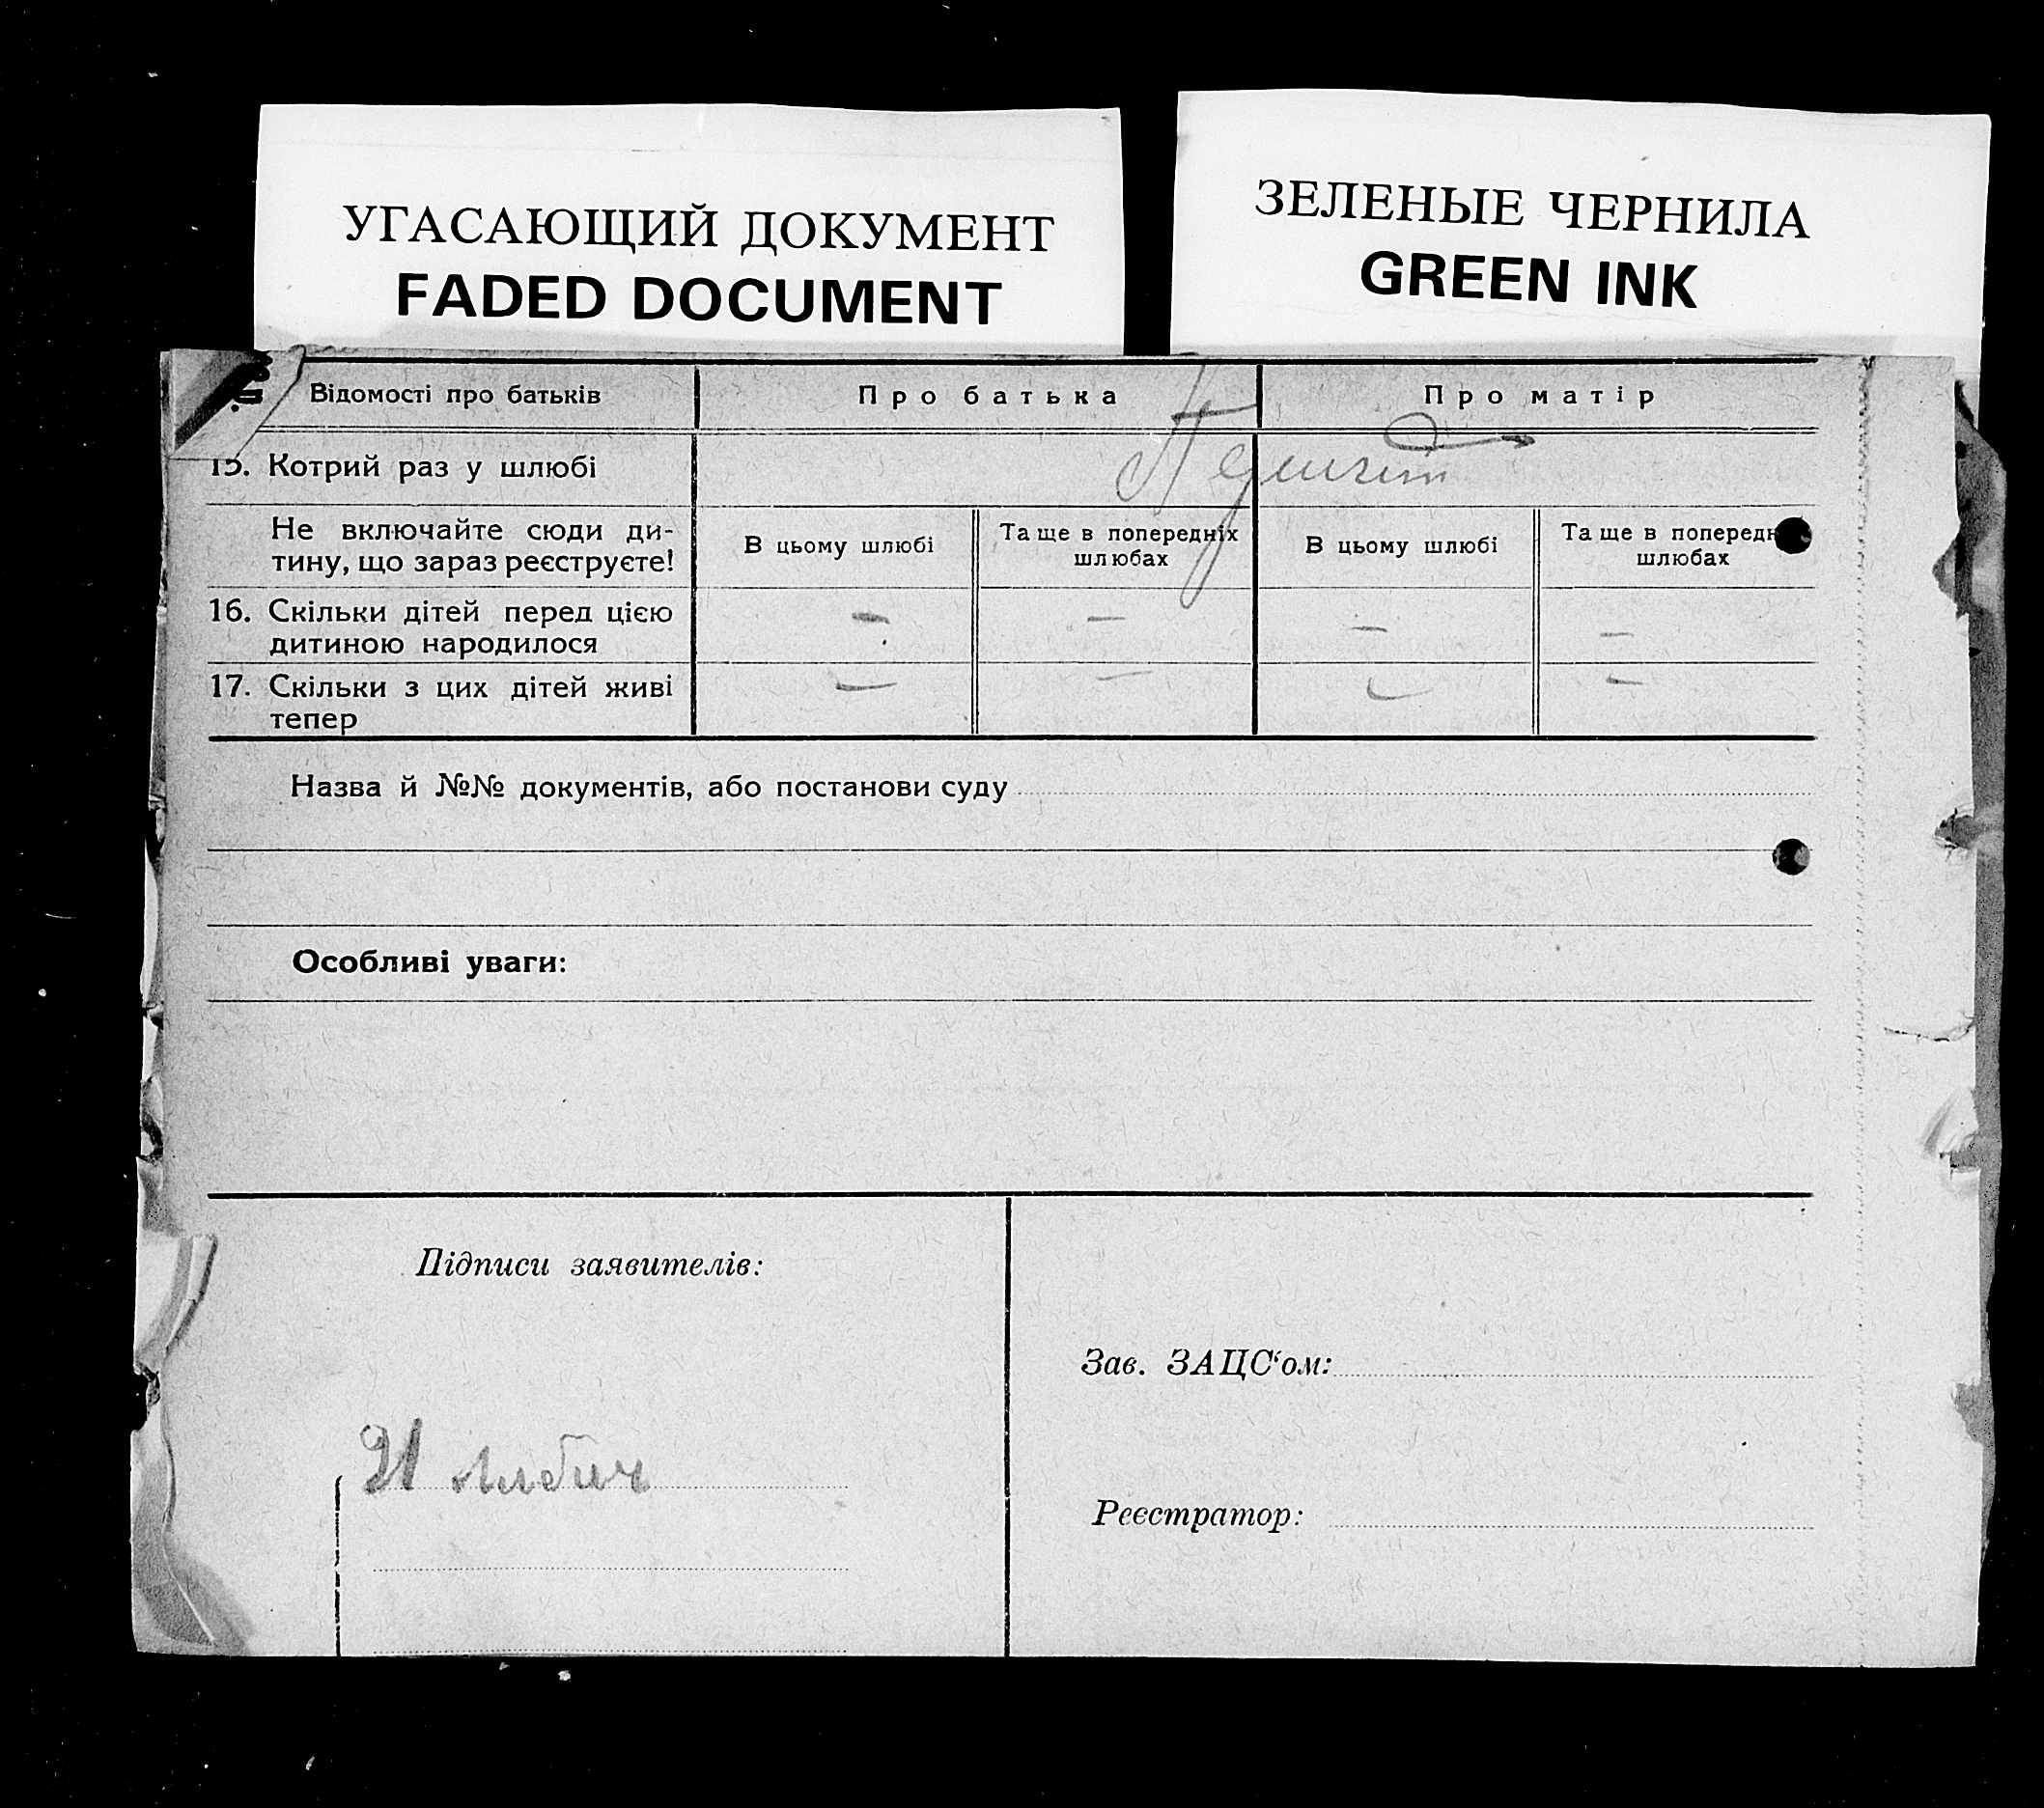 УГАСАЮЩИЙ ДОКУМЕНТ
FADED DOCUMENT
ЗЕЛЕНЫЕ ЧЕРНИЛА
GREEN INK
Відомості про батьків
Про батька
Про матір
15. Котрий раз у шлюбі
Не включайте сюди ди-
тину, що зараз реєструєте!
В цьому шлюбі
Та ще в попередніх
шлюбах
В цьому шлюбі
Та ще в попередн
шлюбах
16. Скільки дітей перед цією
дитиною народилося
— — — —
17. Скільки з цих дітей живі
тепер
— — — —
Назва й №№ документів, або постанови суду
Особливі уваги:
Підписи заявителів:
Зав. ЗАЦС‘ом:
Реєстратор: